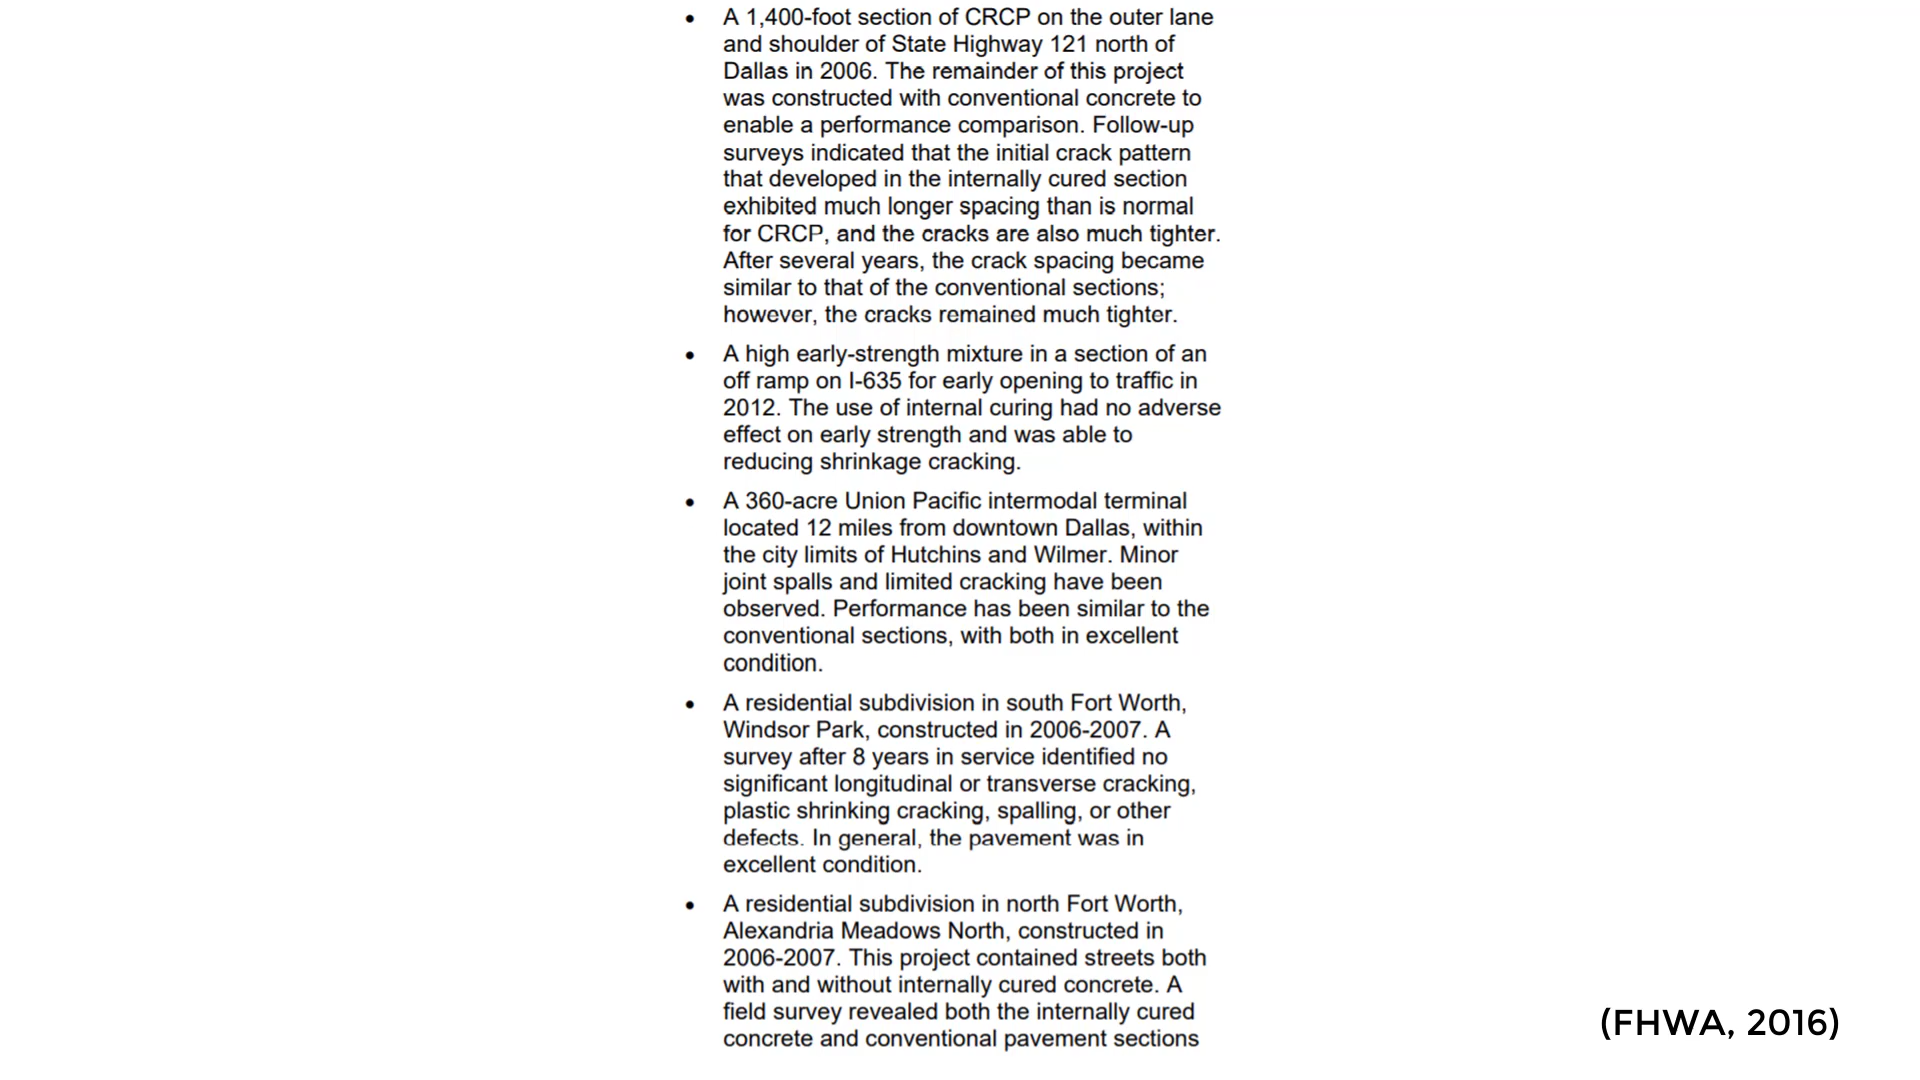 • A 1,400-foot section of CRCP on the outer lane
and shoulder of State Highway 121 north of
Dallas in 2006. The remainder of this project
was constructed with conventional concrete to
enable a performance comparison. Follow-up
surveys indicated that the initial crack pattern
that developed in the internally cured section
exhibited much longer spacing than is normal
for CRCP, and the cracks are also much tighter.
After several years, the crack spacing became
similar to that of the conventional sections;
however, the cracks remained much tighter.
• A high early-strength mixture in a section of an
off ramp on I-635 for early opening to traffic in
2012. The use of internal curing had no adverse
effect on early strength and was able to
reducing shrinkage cracking.
• A 360-acre Union Pacific intermodal terminal
located 12 miles from downtown Dallas, within
the city limits of Hutchins and Wilmer. Minor
joint spalls and limited cracking have been
observed. Performance has been similar to the
conventional sections, with both in excellent
condition.
• A residential subdivision in south Fort Worth,
Windsor Park, constructed in 2006-2007. A
survey after 8 years in service identified no
significant longitudinal or transverse cracking,
plastic shrinking cracking, spalling, or other
defects. In general, the pavement was in
excellent condition.
• A residential subdivision in north Fort Worth,
Alexandria Meadows North, constructed in
2006-2007. This project contained streets both
with and without internally cured concrete. A
field survey revealed both the internally cured
concrete and conventional pavement sections
(FHWA, 2016)